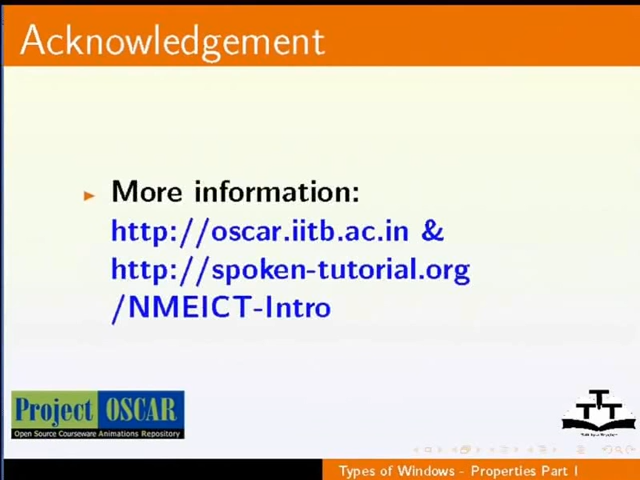 Acknowledgement
More information:
http://oscar.iitb.ac.in &
http://spoken-tutorial.org
/NMEICT-Intro
Project OSCAR
Open Source Courseware Animations Repository
Types of Windows - Properties Part I